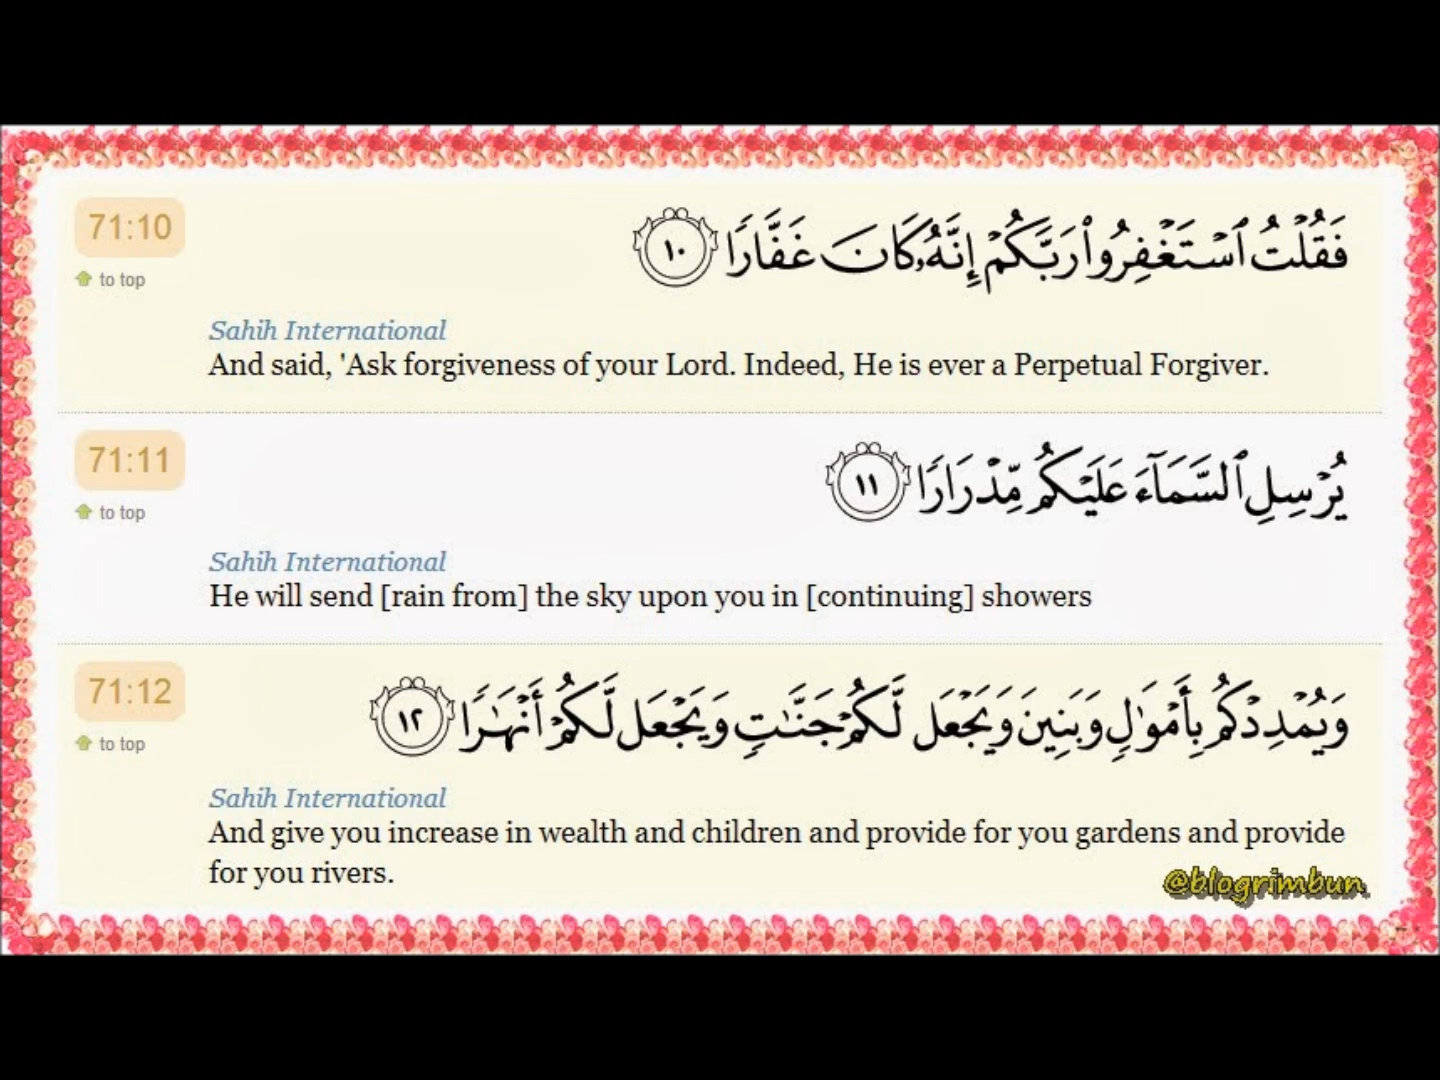 71:10
فَقُلْتُ ٱسْتَغْفِرُوا۟ رَبَّكُمْ إِنَّهُۥ كَانَ غَفَّارًا ١٠
to top
Sahih International
And said, 'Ask forgiveness of your Lord. Indeed, He is ever a Perpetual Forgiver.
71:11
يُرْسِلِ ٱلسَّمَآءَ عَلَيْكُم مِّدْرَارًا ١١
to top
Sahih International
He will send [rain from] the sky upon you in [continuing] showers
71:12
وَيُمْدِدْكُم بِأَمْوَٰلٍ وَبَنِينَ وَيَجْعَل لَّكُمْ جَنَّـٰتٍ وَيَجْعَل لَّكُمْ أَنْهَـٰرًا ١٢
to top
Sahih International
And give you increase in wealth and children and provide for you gardens and provide
for you rivers.
@blogrimbun